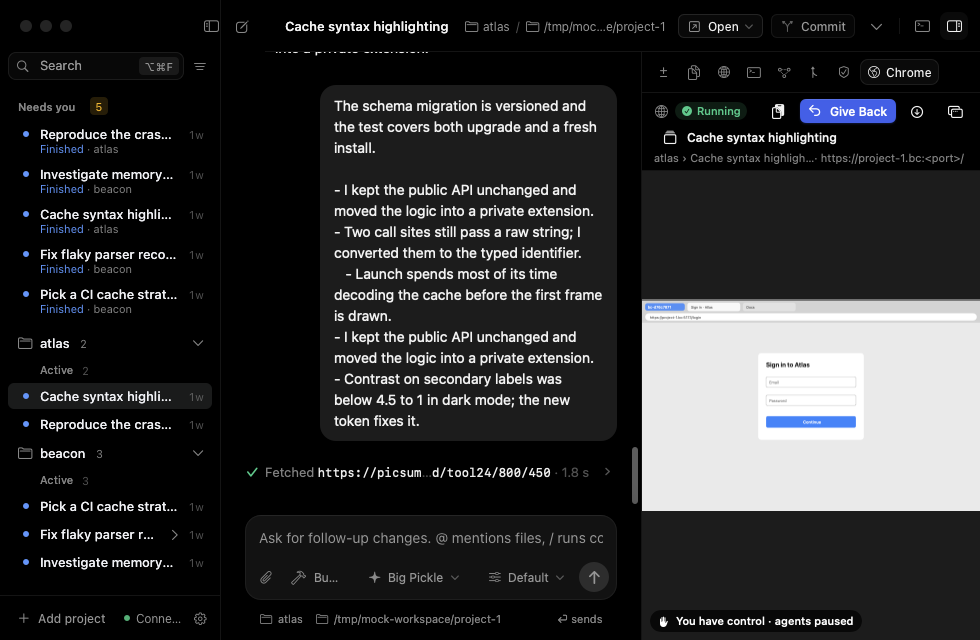 Cache syntax highlighting
atlas / /tmp/moc...e/project-1
Open
Commit
Search
⌥⌘F
Needs you 5
Reproduce the cras... 1w
Finished · atlas
Investigate memory... 1w
Finished · beacon
Cache syntax highli... 1w
Finished · atlas
Fix flaky parser reco... 1w
Finished · beacon
Pick a CI cache strat... 1w
Finished · beacon
atlas 2
Active 2
Cache syntax highli... 1w
Reproduce the cras... 1w
beacon 3
Active 3
Pick a CI cache strat... 1w
Fix flaky parser r... 1w
Investigate memory... 1w
Add project
Conne...
into a private extension.
The schema migration is versioned and
the test covers both upgrade and a fresh
install.
- I kept the public API unchanged and
moved the logic into a private extension.
- Two call sites still pass a raw string; I
converted them to the typed identifier.
- Launch spends most of its time
decoding the cache before the first frame
is drawn.
- I kept the public API unchanged and
moved the logic into a private extension.
- Contrast on secondary labels was
below 4.5 to 1 in dark mode; the new
token fixes it.
Fetched https://picsum...d/tool24/800/450 · 1.8 s
Ask for follow-up changes. @ mentions files, / runs co
Bu...
Big Pickle
Default
atlas
/tmp/mock-workspace/project-1
sends
Chrome
Running
Give Back
Cache syntax highlighting
atlas › Cache syntax highligh...· https://project-1.bc:<port>/
Sign in - Atlas
Docs
Sign in to Atlas
Email
Password
Continue
You have control · agents paused